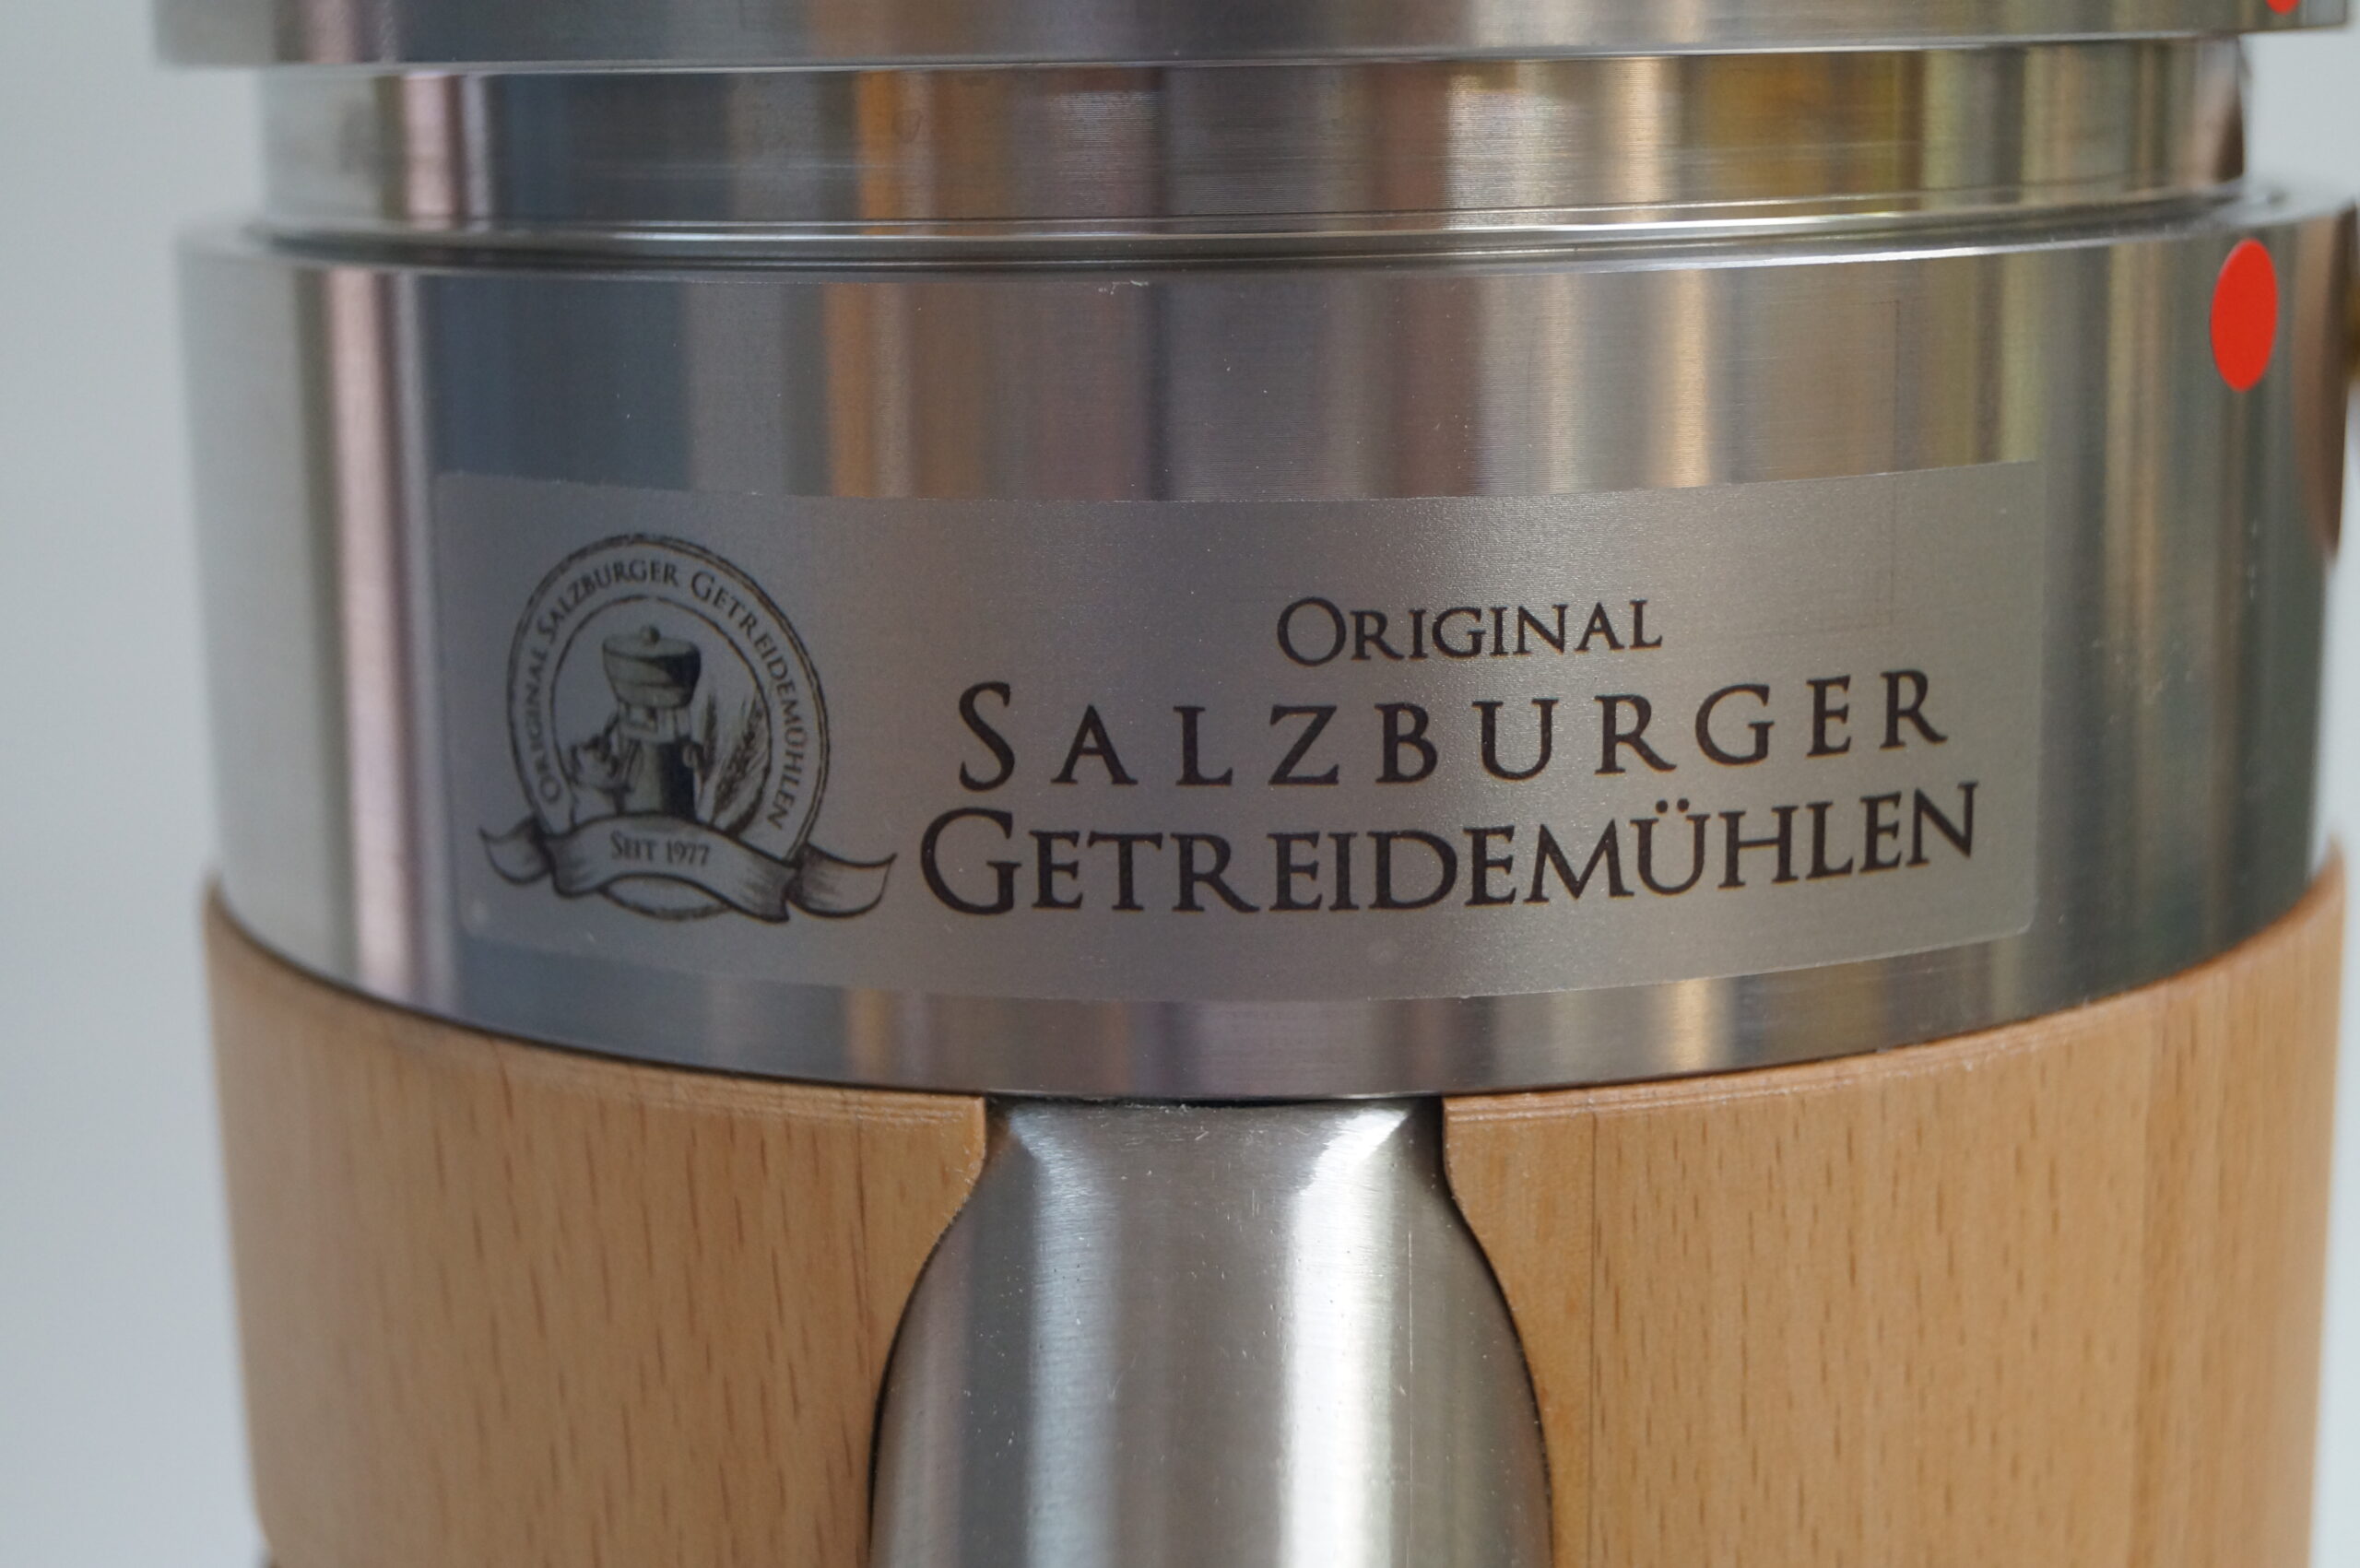 ORIGINAL SALZBURGER GETREIDEMÜHLEN
SEIT 1977
ORIGINAL
SALZBURGER
GETREIDEMÜHLEN